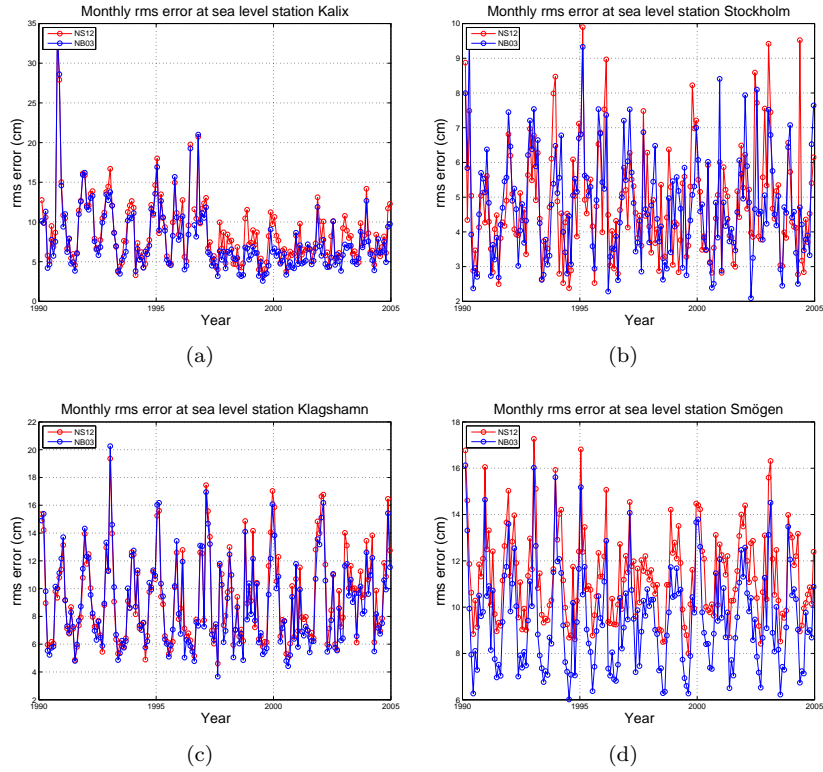 Monthly rms error at sea level station Kalix
NS12
NB03
rms error (cm)
35
30
25
20
15
10
5
0
1990
1995
2000
2005
Year
(a)
Monthly rms error at sea level station Stockholm
NS12
NB03
rms error (cm)
10
9
8
7
6
5
4
3
2
1990
1995
2000
2005
Year
(b)
Monthly rms error at sea level station Klagshamn
NS12
NB03
rms error (cm)
22
20
18
16
14
12
10
8
6
4
2
1990
1995
2000
2005
Year
(c)
Monthly rms error at sea level station Smögen
NS12
NB03
rms error (cm)
18
16
14
12
10
8
6
1990
1995
2000
2005
Year
(d)